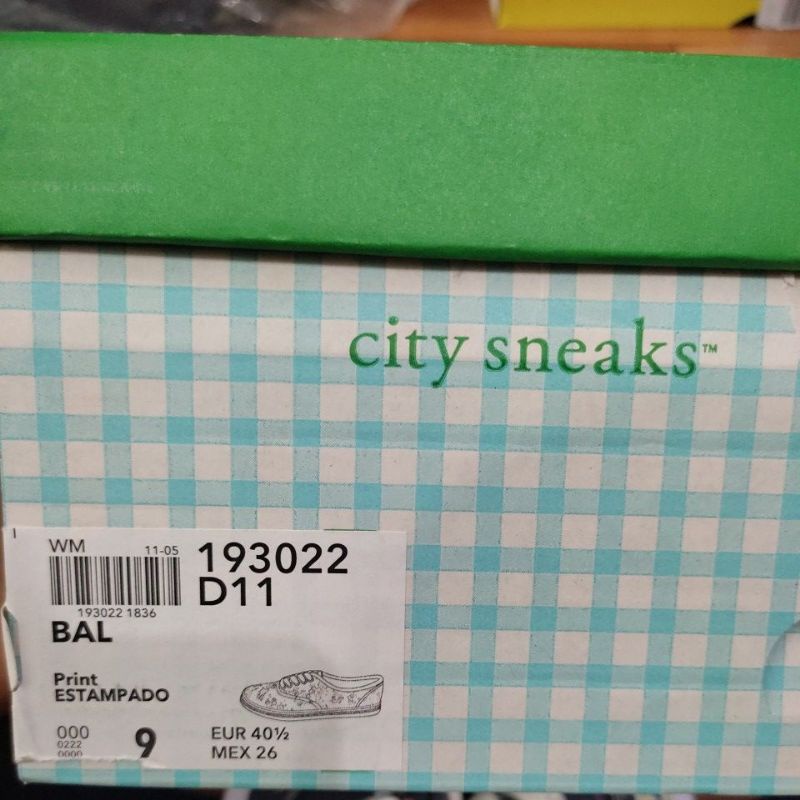 city sneaks™
WM 11-05
193022 1836
193022
D11
BAL
Print
ESTAMPADO
000
0222
0000
9
EUR 40½
MEX 26